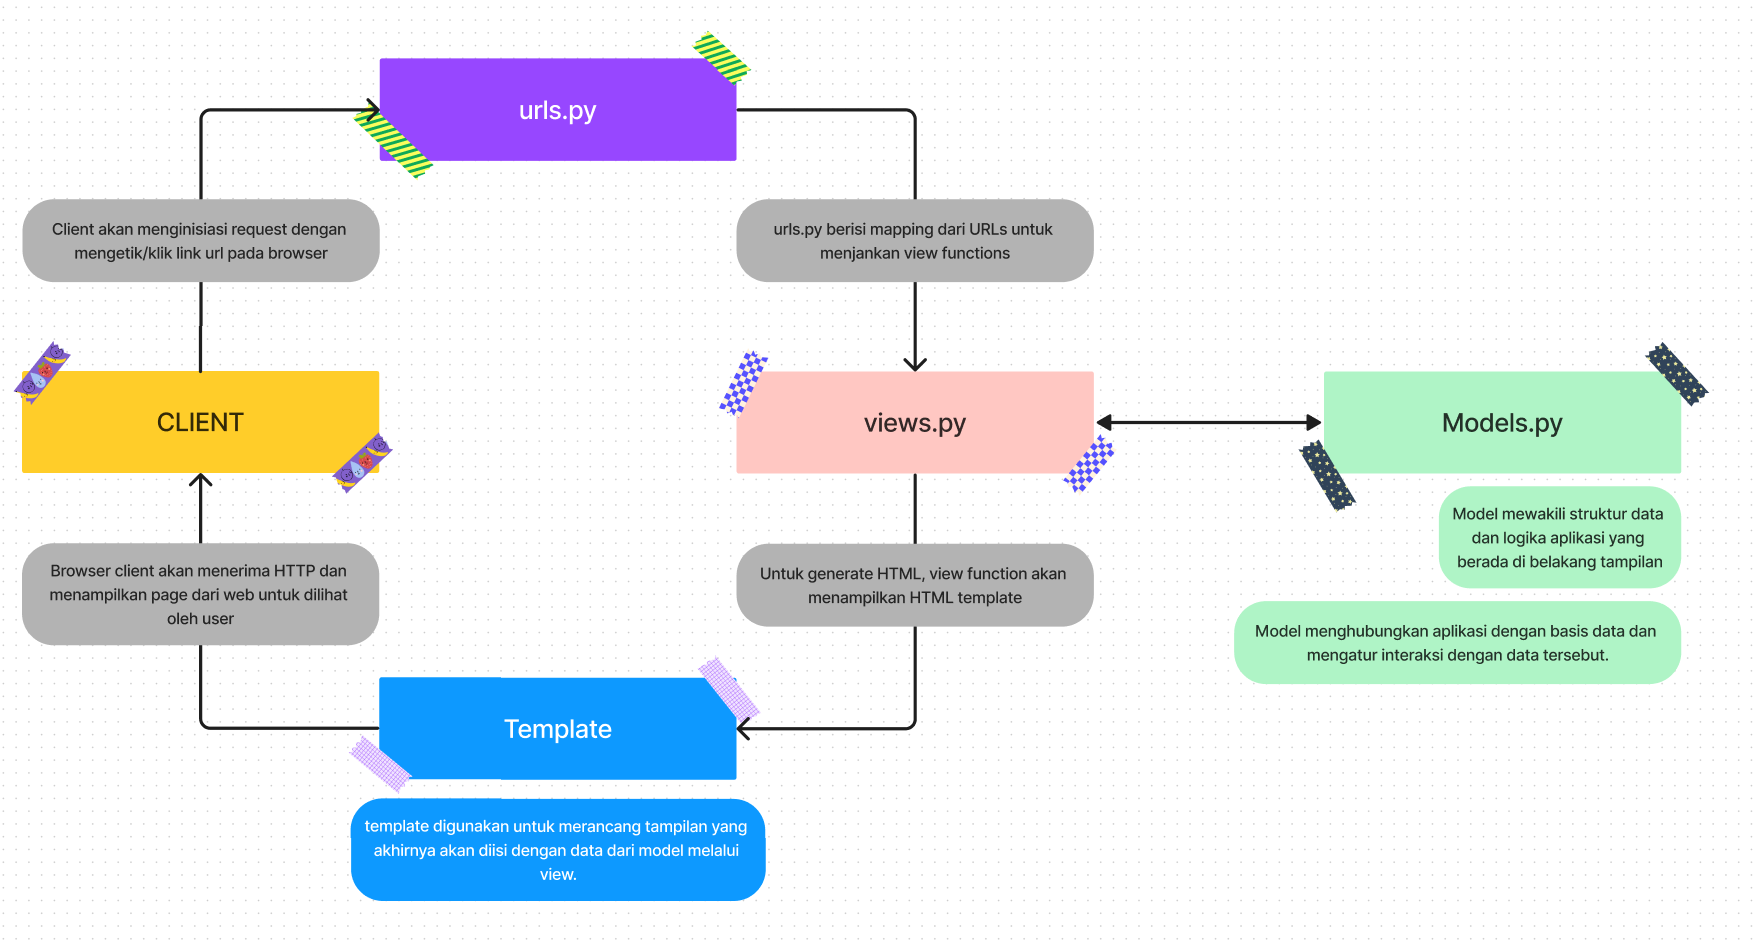 urls.py
Client akan menginisiasi request dengan
mengetik/klik link url pada browser
urls.py berisi mapping dari URLs untuk
menjankan view functions
CLIENT
views.py
Models.py
Model mewakili struktur data
dan logika aplikasi yang
berada di belakang tampilan
Browser client akan menerima HTTP dan
menampilkan page dari web untuk dilihat
oleh user
Untuk generate HTML, view function akan
menampilkan HTML template
Model menghubungkan aplikasi dengan basis data dan
mengatur interaksi dengan data tersebut.
Template
template digunakan untuk merancang tampilan yang
akhirnya akan diisi dengan data dari model melalui
view.